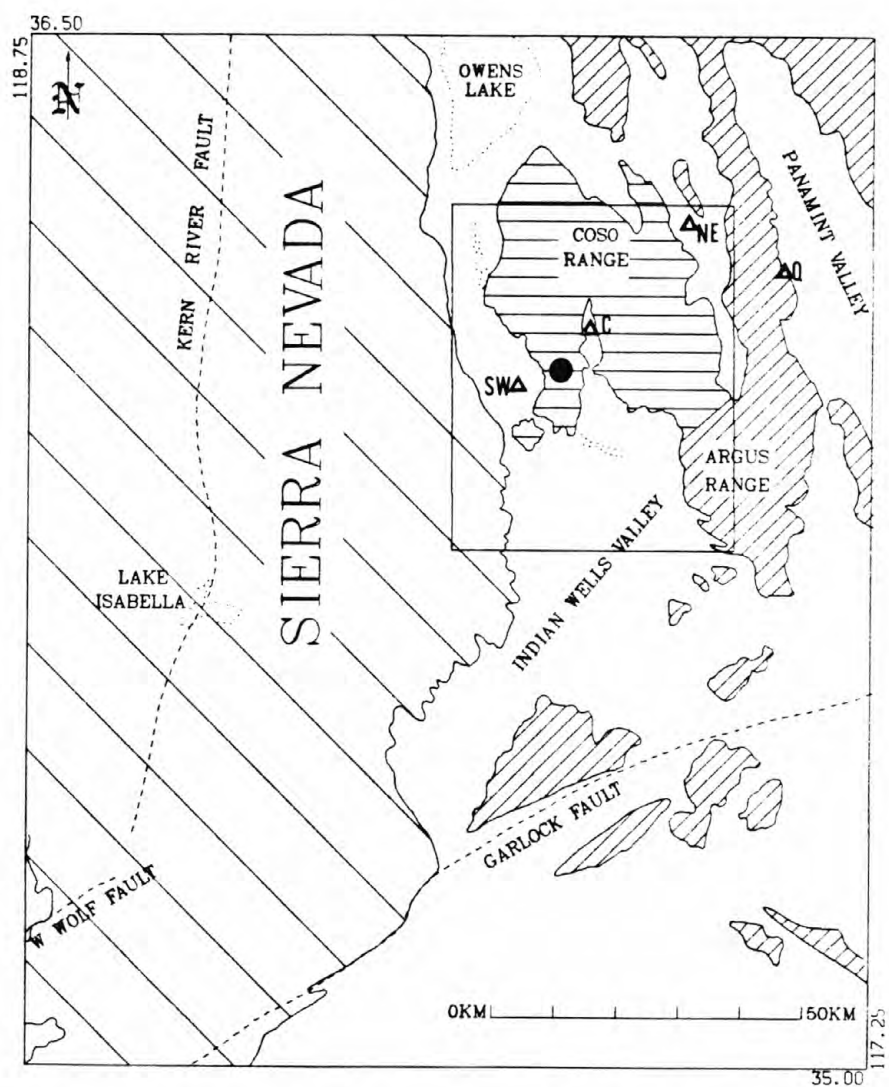 36.50
118.75
N
OWENS
LAKE
KERN RIVER FAULT
SIERRA NEVADA
PANAMINT VALLEY
COSO
RANGE
NE
Q
C
SW
ARGUS
RANGE
LAKE
ISABELLA
INDIAN WELLS VALLEY
GARLOCK FAULT
W WOLF FAULT
0KM
50KM
117.25
35.00